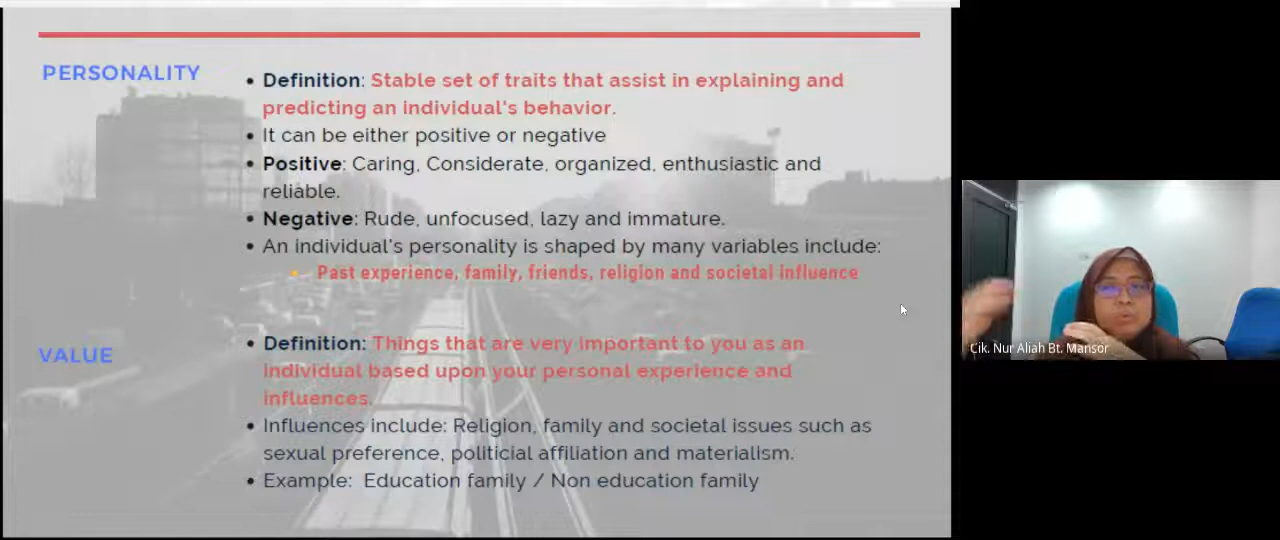 PERSONALITY
• Definition: Stable set of traits that assist in explaining and
predicting an individual's behavior.
• It can be either positive or negative
• Positive: Caring, Considerate, organized, enthusiastic and
reliable.
• Negative: Rude, unfocused, lazy and immature.
• An individual's personality is shaped by many variables include:
• Past experience, family, friends, religion and societal influence
VALUE
• Definition: Things that are very important to you as an
individual based upon your personal experience and
influences.
• Influences include: Religion, family and societal issues such as
sexual preference, politicial affiliation and materialism.
• Example: Education family / Non education family
Cik. Nur Aliah Bt. Mansor